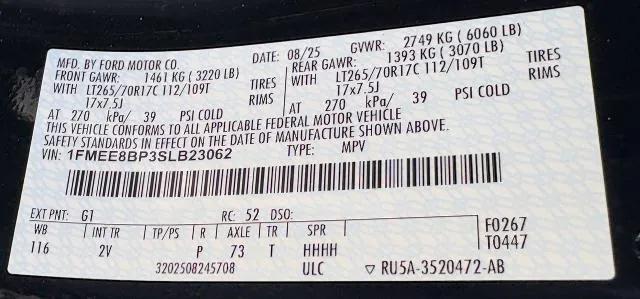 MFD. BY FORD MOTOR CO. DATE: 08/25 GVWR: 2749 KG (6060 LB)
FRONT GAWR: 1461 KG (3220 LB) REAR GAWR: 1393 KG (3070 LB)
WITH LT265/70R17C 112/109T TIRES WITH LT265/70R17C 112/109T TIRES
17x7.5J RIMS 17x7.5J RIMS
AT 270 kPa/ 39 PSI COLD AT 270 kPa/ 39 PSI COLD
THIS VEHICLE CONFORMS TO ALL APPLICABLE FEDERAL MOTOR VEHICLE
SAFETY STANDARDS IN EFFECT ON THE DATE OF MANUFACTURE SHOWN ABOVE.
VIN: 1FMEE8BP3SLB23062 TYPE: MPV
EXT PNT: G1 RC: 52 DSO:
WB INT TR TP/PS R AXLE TR SPR F0267
116 2V P 73 T HHHH T0447
3202508245708 ULC ▽ RU5A-3520472-AB